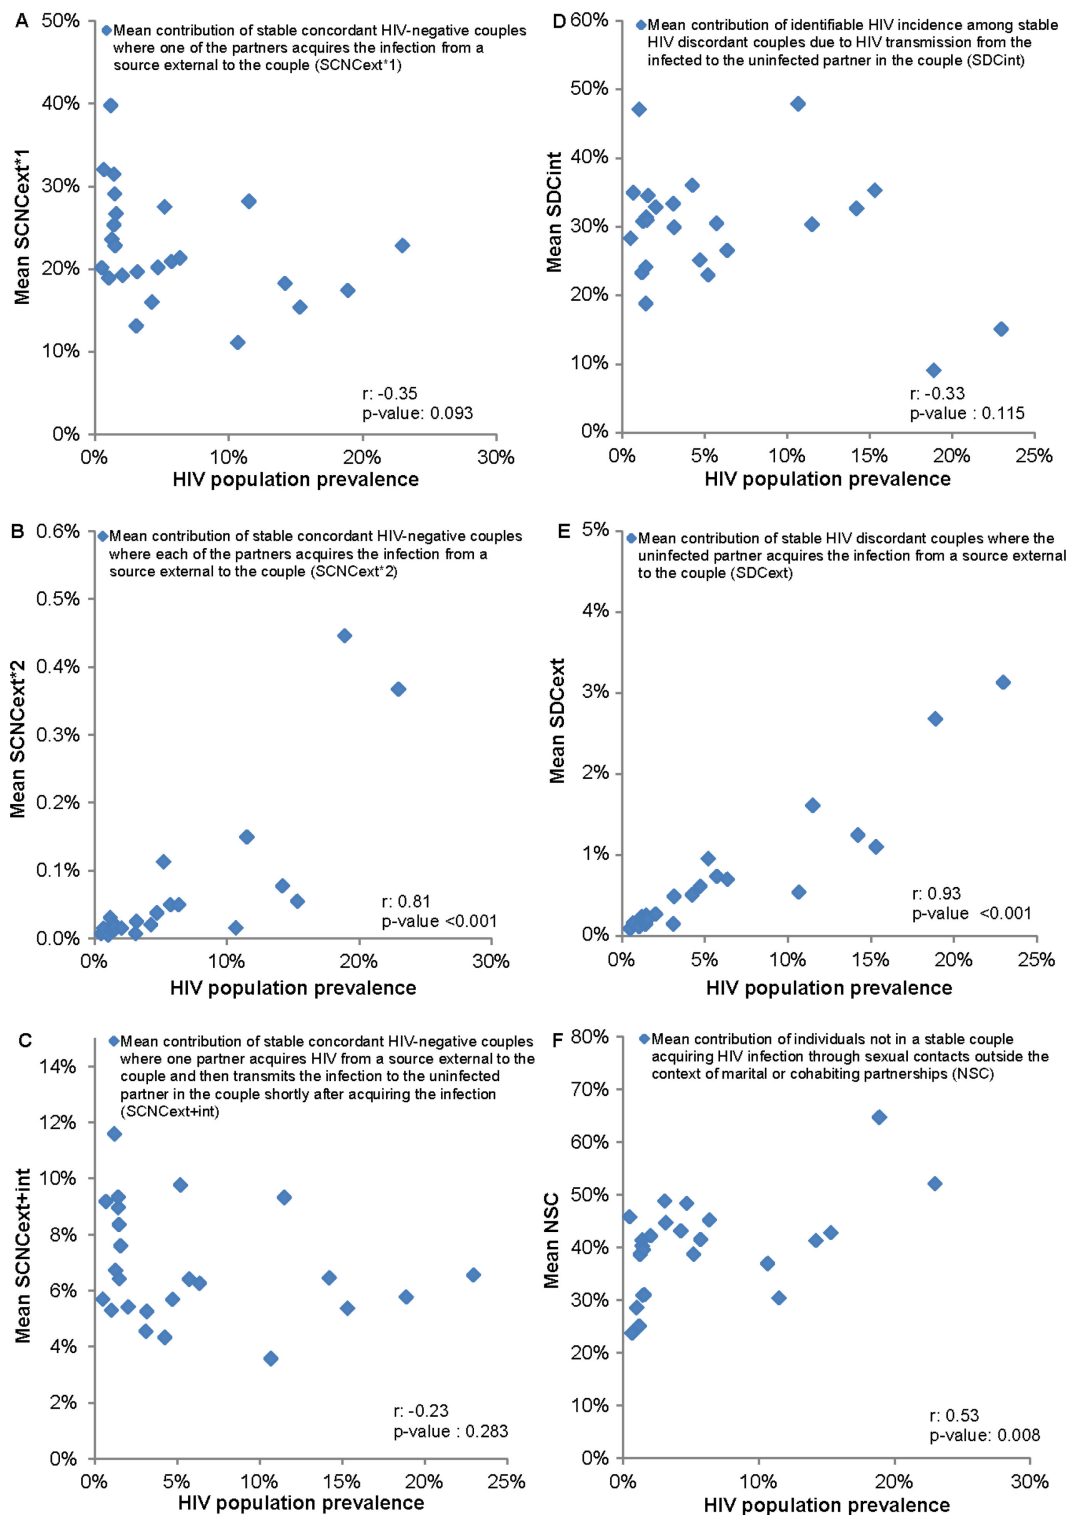 A
50%
Mean contribution of stable concordant HIV-negative couples
where one of the partners acquires the infection from a
source external to the couple (SCNCext*1)
40%
30%
20%
10%
0%
Mean SCNCext*1
r: -0.35
p-value: 0.093
0% 10% 20% 30%
HIV population prevalence
B
0.6%
Mean contribution of stable concordant HIV-negative couples
where each of the partners acquires the infection from a
source external to the couple (SCNCext*2)
0.5%
0.4%
0.3%
0.2%
0.1%
0.0%
Mean SCNCext*2
r: 0.81
p-value <0.001
0% 10% 20% 30%
HIV population prevalence
C
Mean contribution of stable concordant HIV-negative couples
where one partner acquires HIV from a source external to the
couple and then transmits the infection to the uninfected
partner in the couple shortly after acquiring the infection
(SCNCext+int)
14%
12%
10%
8%
6%
4%
2%
0%
Mean SCNCext+int
r: -0.23
p-value : 0.283
0% 5% 10% 15% 20% 25%
HIV population prevalence
D
60%
Mean contribution of identifiable HIV incidence among stable
HIV discordant couples due to HIV transmission from the
infected to the uninfected partner in the couple (SDCint)
50%
40%
30%
20%
10%
0%
Mean SDCint
r: -0.33
p-value : 0.115
0% 5% 10% 15% 20% 25%
HIV population prevalence
E
5%
Mean contribution of stable HIV discordant couples where the
uninfected partner acquires the infection from a source external
to the couple (SDCext)
4%
3%
2%
1%
0%
Mean SDCext
r: 0.93
p-value <0.001
0% 5% 10% 15% 20% 25%
HIV population prevalence
F
80%
Mean contribution of individuals not in a stable couple
acquiring HIV infection through sexual contacts outside the
context of marital or cohabiting partnerships (NSC)
70%
60%
50%
40%
30%
20%
10%
0%
Mean NSC
r: 0.53
p-value: 0.008
0% 10% 20% 30%
HIV population prevalence